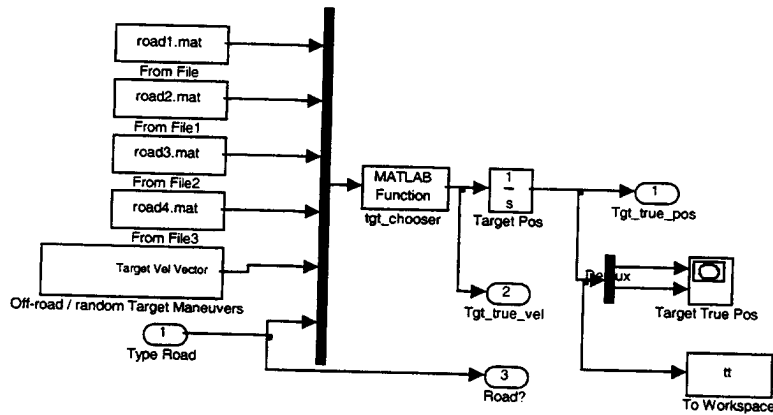 road1.mat
From File
road2.mat
From File1
road3.mat
From File2
road4.mat
From File3
Target Vel Vector
Off-road / random Target Maneuvers
1
Type Road
MATLAB
Function
tgt_chooser
1
s
Target Pos
1
Tgt_true_pos
2
Tgt_true_vel
3
Road?
Demux
Target True Pos
tt
To Workspace